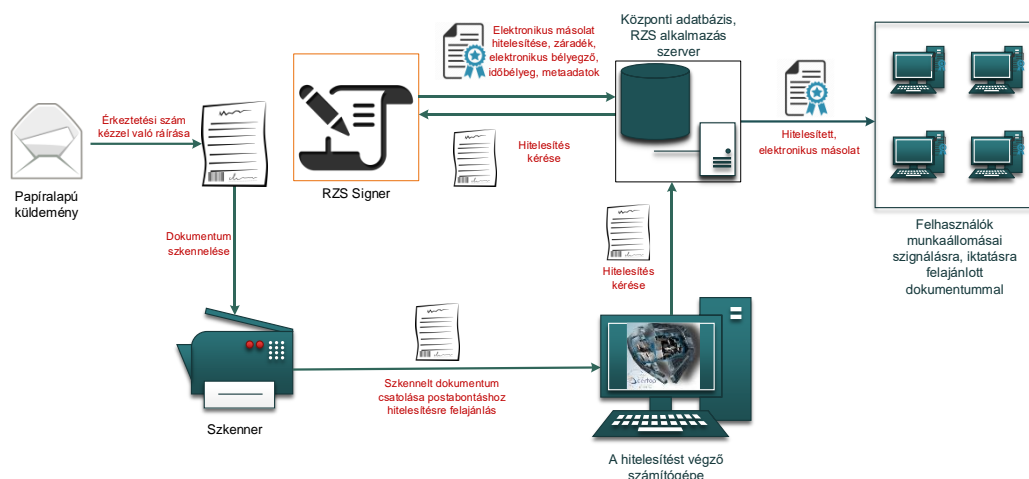 Papíralapú
küldemény
Érkeztetési szám
kézzel való ráírása
Dokumentum
szkennelése
Szkenner
Szkennelt dokumentum
csatolása postabontáshoz
hitelesítésre felajánlás
A hitelesítést végző
számítógépe
Hitelesítés
kérése
Központi adatbázis,
RZS alkalmazás
szerver
Hitelesítés
kérése
RZS Signer
Elektronikus másolat
hitelesítése, záradék,
elektronikus bélyegző,
időbélyeg, metaadatok
Hitelesített,
elektronikus másolat
Felhasználók
munkaállomásai
szignálásra, iktatásra
felajánlott
dokumentummal